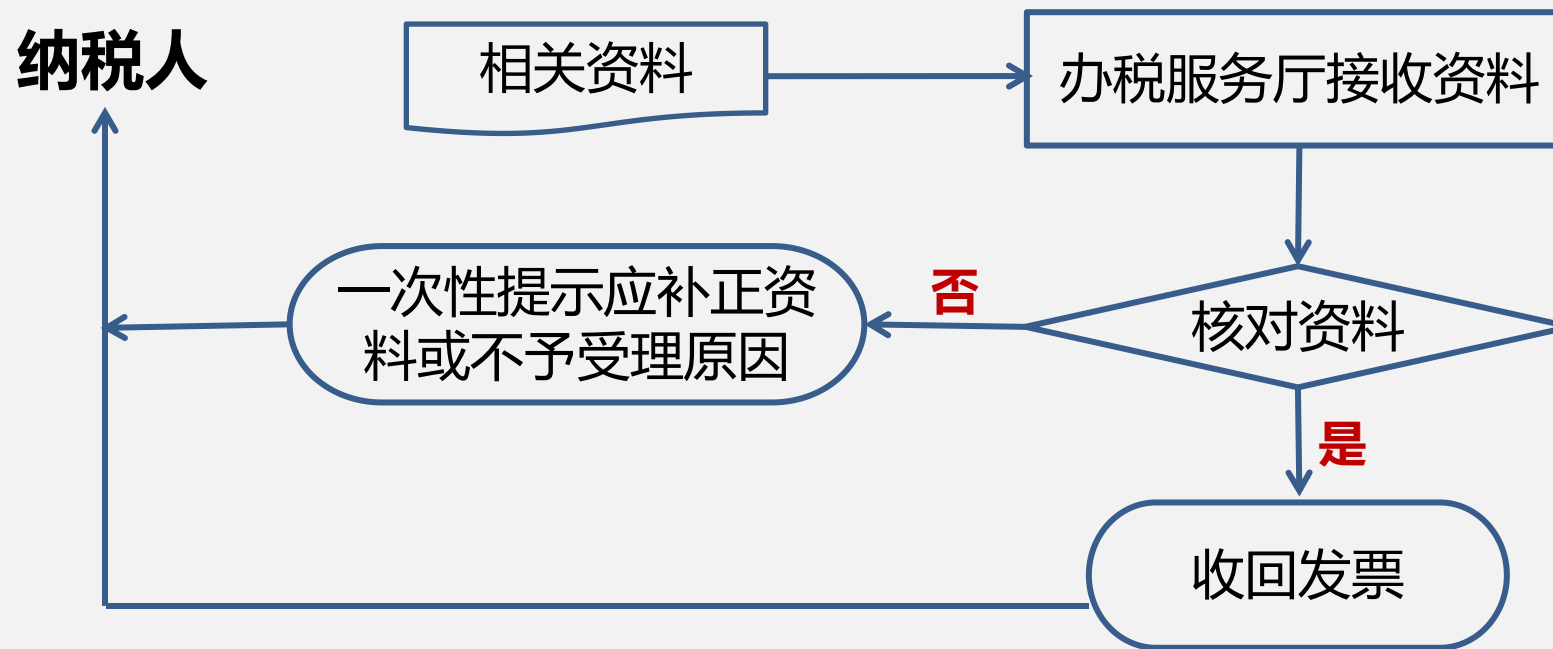 纳税人
相关资料
办税服务厅接收资料
一次性提示应补正资
料或不予受理原因
否
核对资料
是
收回发票